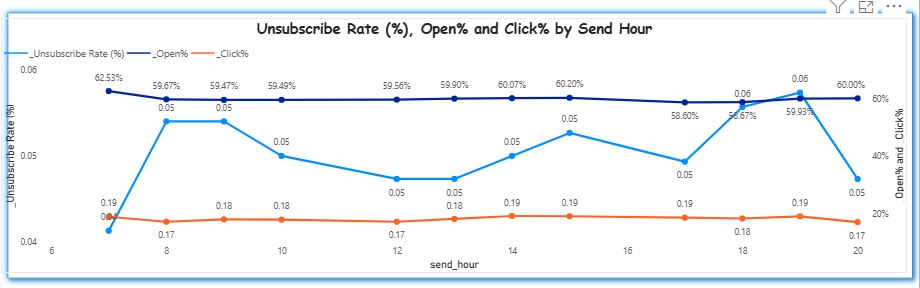 Unsubscribe Rate (%), Open% and Click% by Send Hour
_Unsubscribe Rate (%) _Open% _Click%
0.06
0.05
0.04
_Unsubscribe Rate (%)
62.53% 59.67% 59.47% 59.49% 59.56% 59.90% 60.07% 60.20% 58.60% 58.67% 59.93% 60.00%
0.04 0.05 0.05 0.05 0.05 0.05 0.05 0.05 0.05 0.06 0.06 0.05
0.19 0.17 0.18 0.18 0.17 0.18 0.19 0.19 0.19 0.18 0.19 0.17
60%
40%
20%
Open% and _Click%
6 8 10 12 14 16 18 20
send_hour